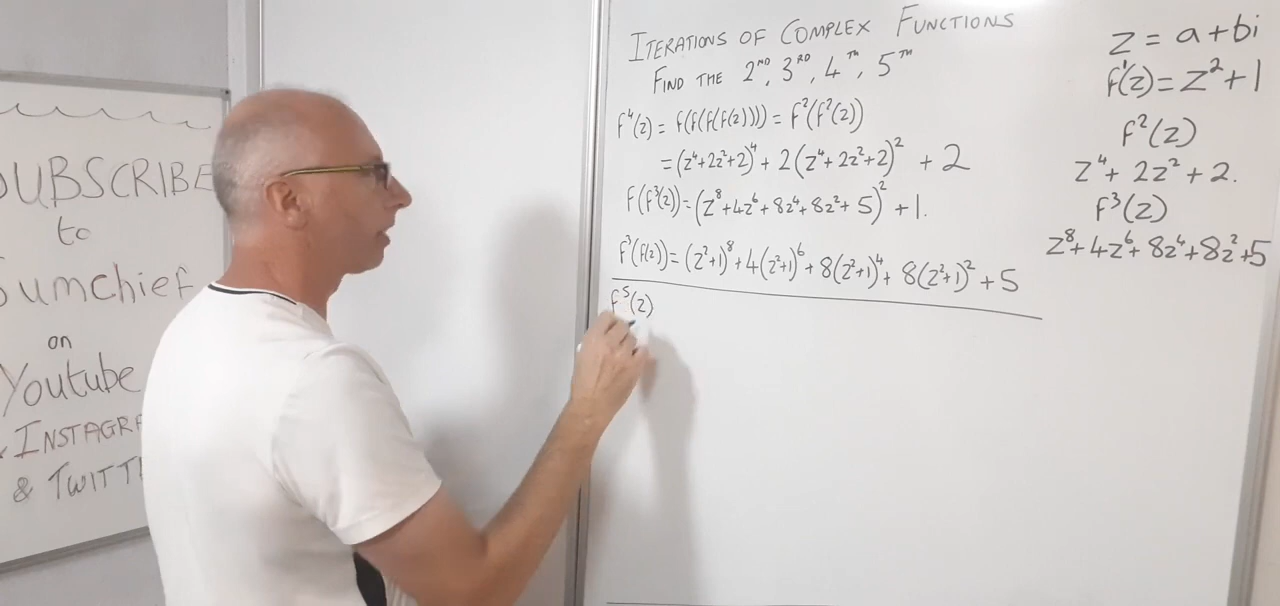 SUBSCRIBE
to
Sumchief
on
Youtube
& INSTAGR
& TWITT
ITERATIONS OF COMPLEX FUNCTIONS
FIND THE 2ND, 3RD, 4TH, 5TH
f⁴(z) = f(f(f(f(z)))) = f²(f²(z))
= (z⁴+2z²+2)⁴ + 2(z⁴+2z²+2)² + 2
f(f³(z)) = (z⁸+4z⁶+8z⁴+8z²+5)² + 1.
f³(f(z)) = (z²+1)⁸ + 4(z²+1)⁶ + 8(z²+1)⁴ + 8(z²+1)² + 5
f⁵(z)
z = a+bi
f¹(z) = z²+1
f²(z)
z⁴ + 2z² + 2.
f³(z)
z⁸+4z⁶+8z⁴+8z²+5